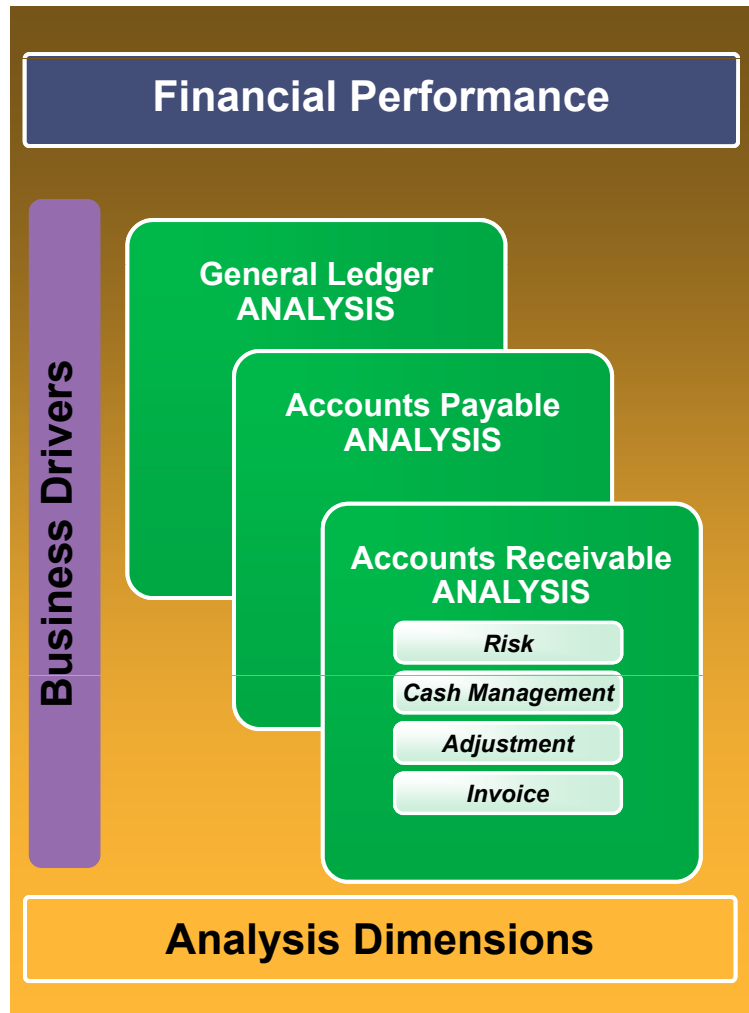 Financial Performance
Business Drivers
General Ledger
ANALYSIS
Accounts Payable
ANALYSIS
Accounts Receivable
ANALYSIS
Risk
Cash Management
Adjustment
Invoice
Analysis Dimensions